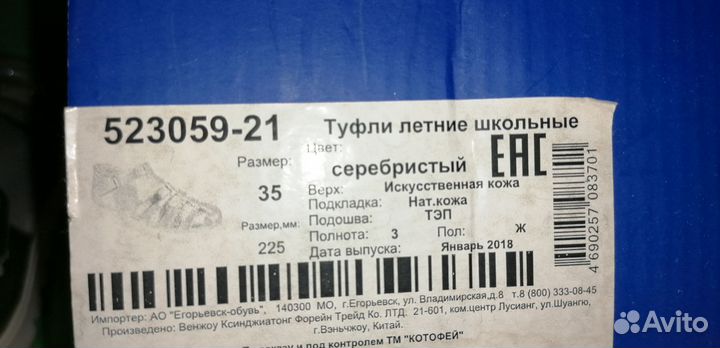 523059-21 Туфли летние школьные
Размер: Цвет: EAC
35 серебристый
Верх: Искусственная кожа
Подкладка: Нат.кожа
Размер,мм: Подошва: ТЭП
225 Полнота: 3 Пол: Ж
Дата выпуска: Январь 2018
4 690257 083701
Импортер: АО "Егорьевск-обувь", 140300 МО, г.Егорьевск, ул. Владимирская,д.8 т.8 (800) 333-08-45
Произведено: Венжоу Ксинджиатонг Форейн Трейд Ко. ЛТД. 21-601, ком.центр Лусианг, ул.Шуангю,
г.Вэньчжоу, Китай.
и под контролем ТМ "КОТОФЕЙ"
Avito